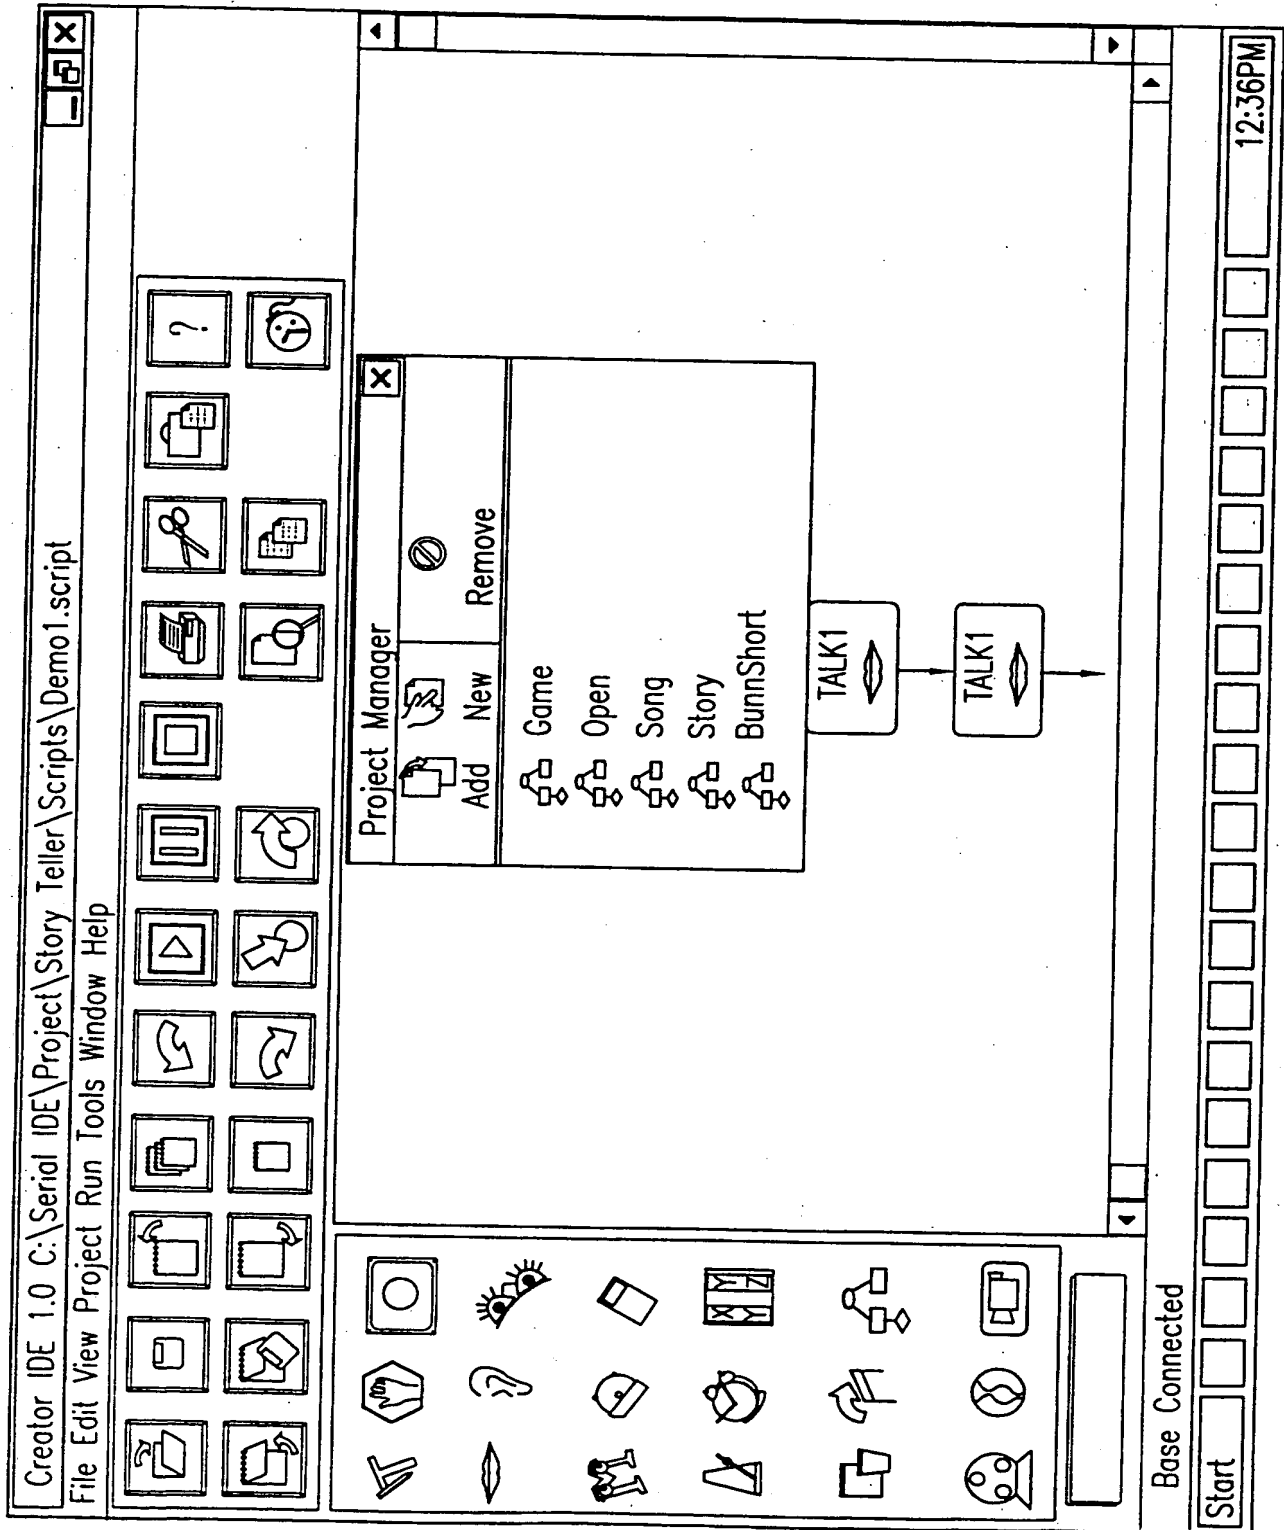 Creator IDE 1.0 C:\Serial IDE\Project\Story Teller\Scripts\Demo1.script
File Edit View Project Run Tools Window Help
?
Project Manager
Add New Remove
Game
Open
Song
Story
BunnShort
TALK1
TALK1
X Y
Y Z
Base Connected
Start
12:36PM